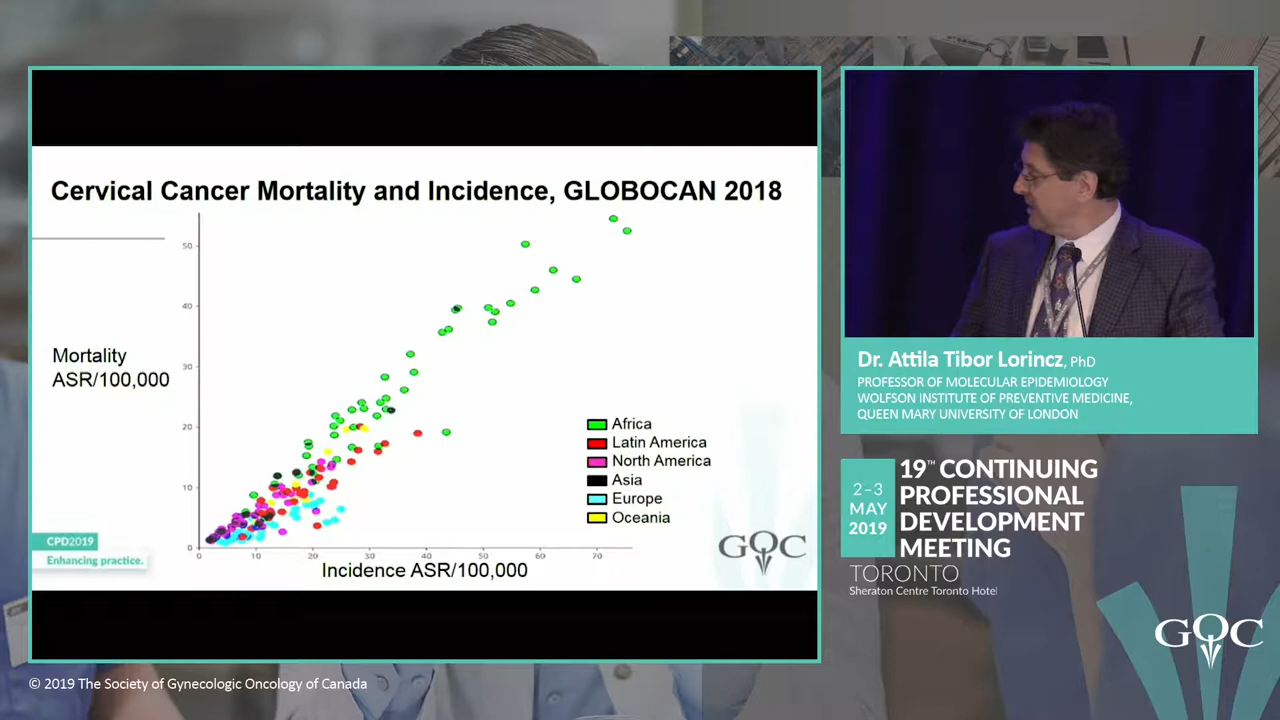 Cervical Cancer Mortality and Incidence, GLOBOCAN 2018
50
40
30
20
10
0
Mortality
ASR/100,000
0 10 20 30 40 50 60 70
Incidence ASR/100,000
Africa
Latin America
North America
Asia
Europe
Oceania
CPD2019
Enhancing practice.
GOC
Dr. Attila Tibor Lorincz, PhD
PROFESSOR OF MOLECULAR EPIDEMIOLOGY
WOLFSON INSTITUTE OF PREVENTIVE MEDICINE,
QUEEN MARY UNIVERSITY OF LONDON
2–3
MAY
2019
19TH CONTINUING
PROFESSIONAL
DEVELOPMENT
MEETING
TORONTO
Sheraton Centre Toronto Hotel
GOC
© 2019 The Society of Gynecologic Oncology of Canada